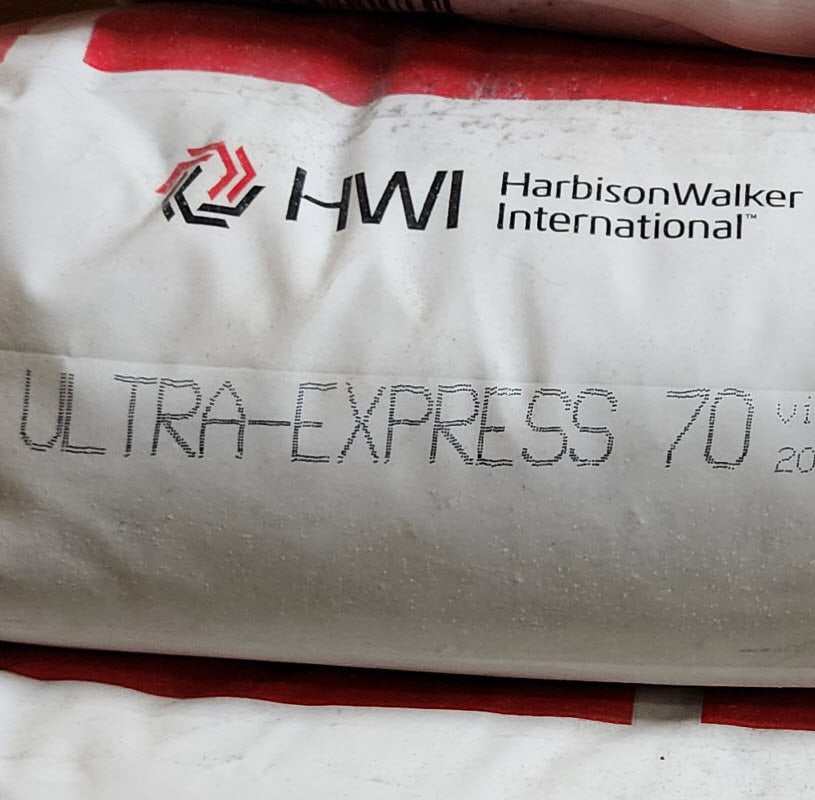 HWI
HarbisonWalker
International™
ULTRA-EXPRESS 70